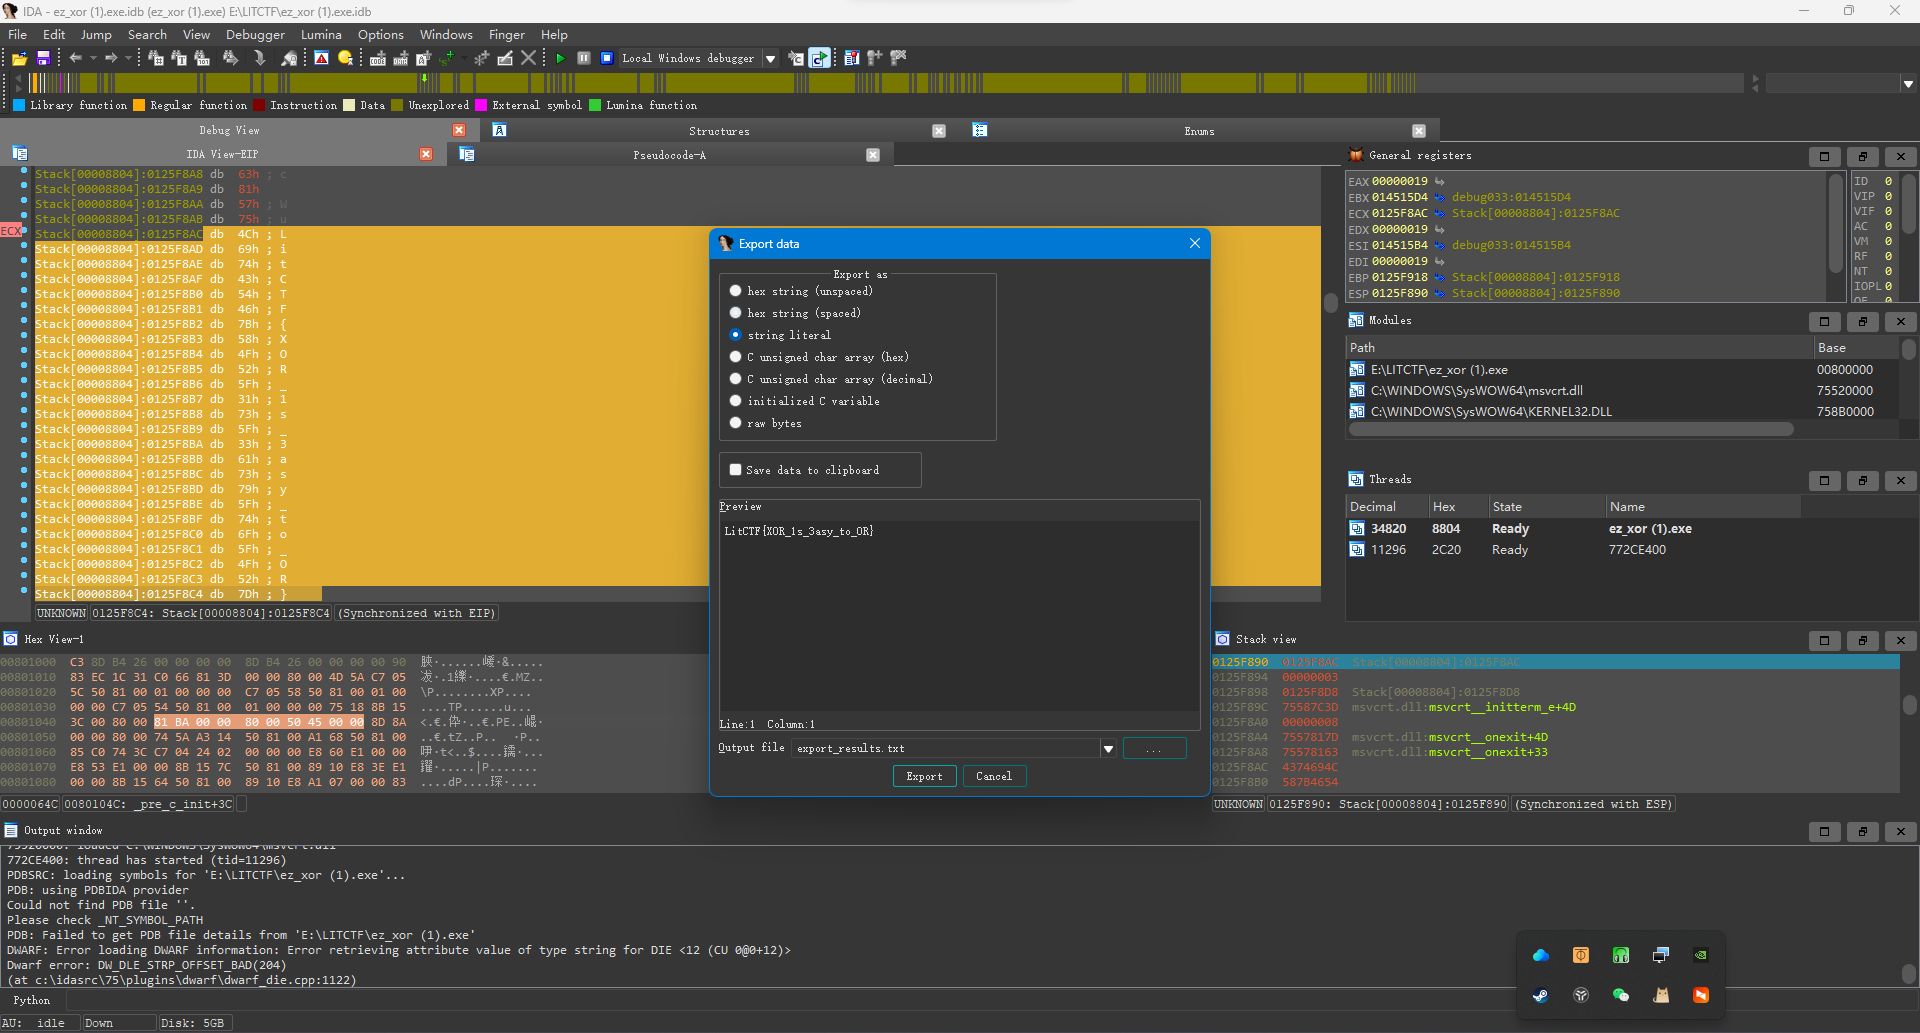 IDA - ez_xor (1).exe.idb (ez_xor (1).exe) E:\LITCTF\ez_xor (1).exe.idb
File Edit Jump Search View Debugger Lumina Options Windows Finger Help
Local Windows debugger
Library function Regular function Instruction Data Unexplored External symbol Lumina function
Debug View Structures Enums
IDA View-EIP Pseudocode-A
Stack[00008804]:0125F8A8 db 63h ; c
Stack[00008804]:0125F8A9 db 81h
Stack[00008804]:0125F8AA db 57h ; W
Stack[00008804]:0125F8AB db 75h ; u
ECX Stack[00008804]:0125F8AC db 4Ch ; L
Stack[00008804]:0125F8AD db 69h ; i
Stack[00008804]:0125F8AE db 74h ; t
Stack[00008804]:0125F8AF db 43h ; C
Stack[00008804]:0125F8B0 db 54h ; T
Stack[00008804]:0125F8B1 db 46h ; F
Stack[00008804]:0125F8B2 db 7Bh ; {
Stack[00008804]:0125F8B3 db 58h ; X
Stack[00008804]:0125F8B4 db 4Fh ; O
Stack[00008804]:0125F8B5 db 52h ; R
Stack[00008804]:0125F8B6 db 5Fh ; _
Stack[00008804]:0125F8B7 db 31h ; 1
Stack[00008804]:0125F8B8 db 73h ; s
Stack[00008804]:0125F8B9 db 5Fh ; _
Stack[00008804]:0125F8BA db 33h ; 3
Stack[00008804]:0125F8BB db 61h ; a
Stack[00008804]:0125F8BC db 73h ; s
Stack[00008804]:0125F8BD db 79h ; y
Stack[00008804]:0125F8BE db 5Fh ; _
Stack[00008804]:0125F8BF db 74h ; t
Stack[00008804]:0125F8C0 db 6Fh ; o
Stack[00008804]:0125F8C1 db 5Fh ; _
Stack[00008804]:0125F8C2 db 4Fh ; O
Stack[00008804]:0125F8C3 db 52h ; R
Stack[00008804]:0125F8C4 db 7Dh ; }
UNKNOWN 0125F8C4: Stack[00008804]:0125F8C4 (Synchronized with EIP)
Export data
Export as
hex string (unspaced)
hex string (spaced)
string literal
C unsigned char array (hex)
C unsigned char array (decimal)
initialized C variable
raw bytes
Save data to clipboard
Preview
LitCTF{XOR_1s_3asy_to_OR}
Line:1 Column:1
Output file export_results.txt ...
Export Cancel
General registers
EAX 00000019
EBX 014515D4 debug033:014515D4
ECX 0125F8AC Stack[00008804]:0125F8AC
EDX 00000019
ESI 014515B4 debug033:014515B4
EDI 00000019
EBP 0125F918 Stack[00008804]:0125F918
ESP 0125F890 Stack[00008804]:0125F890
ID 0
VIP 0
VIF 0
AC 0
VM 0
RF 0
NT 0
IOPL 0
Modules
Path Base
E:\LITCTF\ez_xor (1).exe 00800000
C:\WINDOWS\SysWOW64\msvcrt.dll 75520000
C:\WINDOWS\SysWOW64\KERNEL32.DLL 758B0000
Threads
Decimal Hex State Name
34820 8804 Ready ez_xor (1).exe
11296 2C20 Ready 772CE400
Hex View-1
00801000 C3 8D B4 26 00 00 00 00 8D B4 26 00 00 00 00 90
00801010 83 EC 1C 31 C0 66 81 3D 00 00 80 00 4D 5A C7 05
00801020 5C 50 81 00 01 00 00 00 C7 05 58 50 81 00 01 00 \P........XP....
00801030 00 00 C7 05 54 50 81 00 01 00 00 00 75 18 8B 15 ....TP......u...
00801040 3C 00 80 00 81 BA 00 00 80 00 50 45 00 00 8D 8A
00801050 00 00 80 00 74 5A A3 14 50 81 00 A1 68 50 81 00
00801060 85 C0 74 3C C7 04 24 02 00 00 00 E8 60 E1 00 00
00801070 E8 53 E1 00 00 8B 15 7C 50 81 00 89 10 E8 3E E1
00801080 00 00 8B 15 64 50 81 00 89 10 E8 A1 07 00 00 83
0000064C 0080104C: _pre_c_init+3C
Stack view
0125F890 0125F8AC Stack[00008804]:0125F8AC
0125F894 00000003
0125F898 0125F8D8 Stack[00008804]:0125F8D8
0125F89C 75587C3D msvcrt.dll:msvcrt__initterm_e+4D
0125F8A0 00000008
0125F8A4 7557817D msvcrt.dll:msvcrt__onexit+4D
0125F8A8 75578163 msvcrt.dll:msvcrt__onexit+33
0125F8AC 4374694C
0125F8B0 587B4654
UNKNOWN 0125F890: Stack[00008804]:0125F890 (Synchronized with ESP)
Output window
772CE400: thread has started (tid=11296)
PDBSRC: loading symbols for 'E:\LITCTF\ez_xor (1).exe'...
PDB: using PDBIDA provider
Could not find PDB file ''.
Please check _NT_SYMBOL_PATH
PDB: Failed to get PDB file details from 'E:\LITCTF\ez_xor (1).exe'
DWARF: Error loading DWARF information: Error retrieving attribute value of type string for DIE <12 (CU 0@0+12)>
Dwarf error: DW_DLE_STRP_OFFSET_BAD(204)
(at c:\idasrc\75\plugins\dwarf\dwarf_die.cpp:1122)
Python
AU: idle Down Disk: 5GB